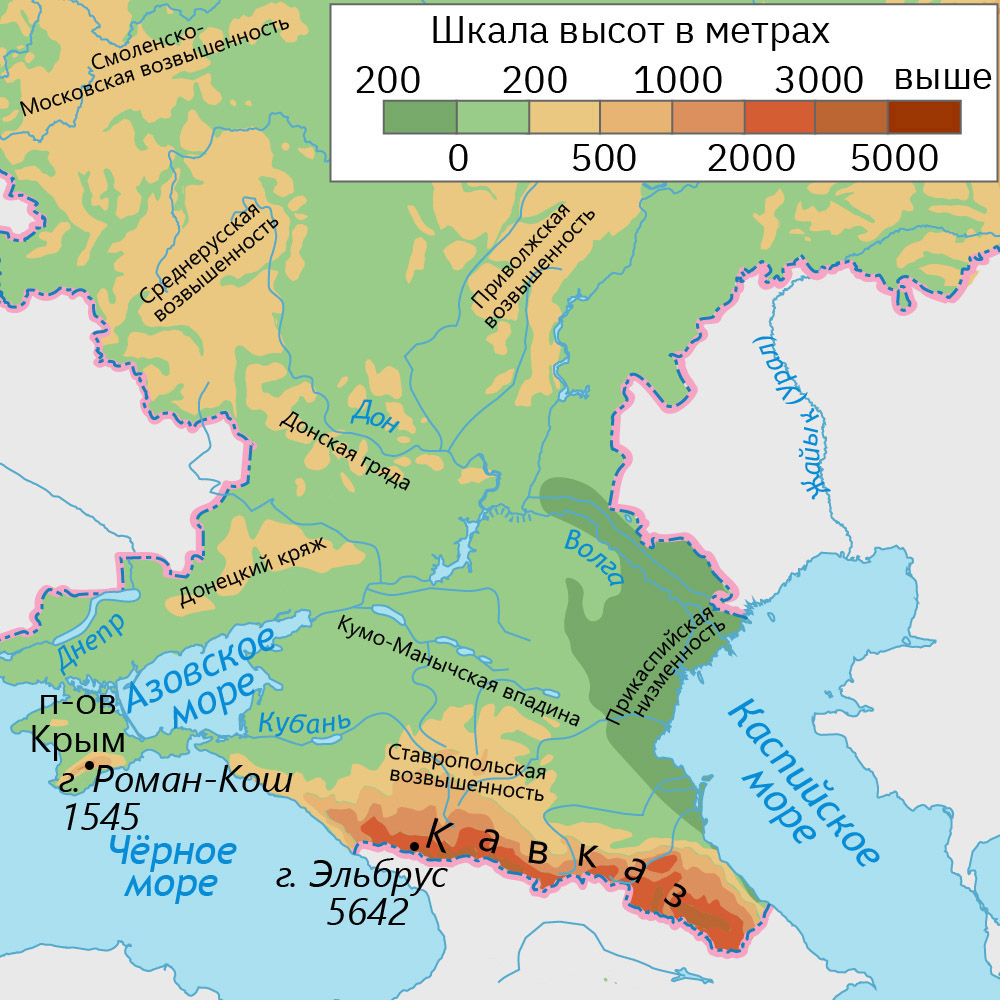 Шкала высот в метрах
200 200 1000 3000 выше
0 500 2000 5000
Смоленско-
Московская возвышенность
Среднерусская
возвышенность
Приволжская
возвышенность
Жайык (Урал)
Дон
Донская гряда
Волга
Донецкий кряж
Днепр
Азовское
море
Кумо-Манычская впадина
Прикаспийская
низменность
п-ов
Крым
Кубань
г. Роман-Кош
1545
Ставропольская
возвышенность
Каспийское
море
Чёрное
море
Кавказ
г. Эльбрус
5642